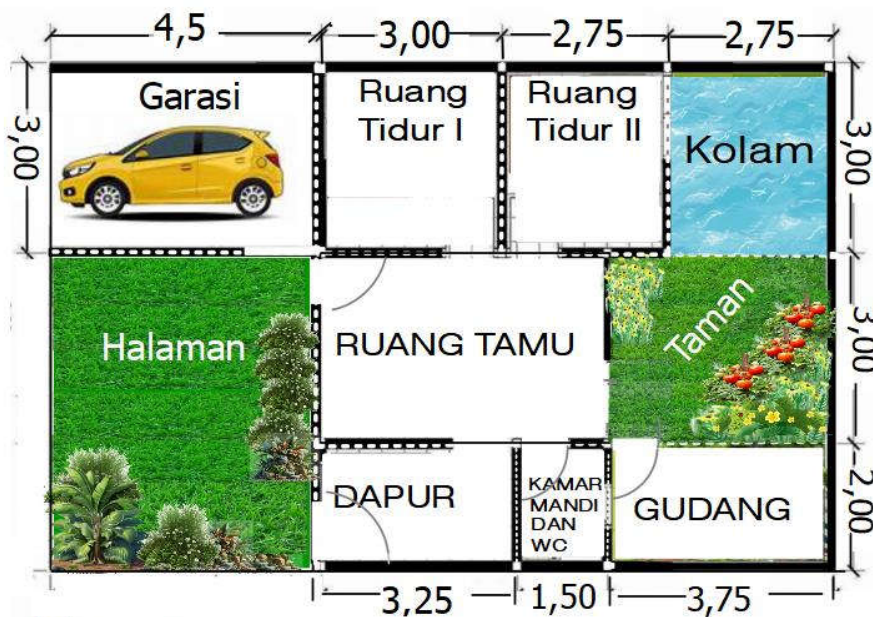 4,5
3,00
2,75
2,75
3,00
Garasi
Ruang
Tidur I
Ruang
Tidur II
Kolam
3,00
Halaman
RUANG TAMU
Taman
3,00
DAPUR
KAMAR
MANDI
DAN
WC
GUDANG
2,00
3,25
1,50
3,75